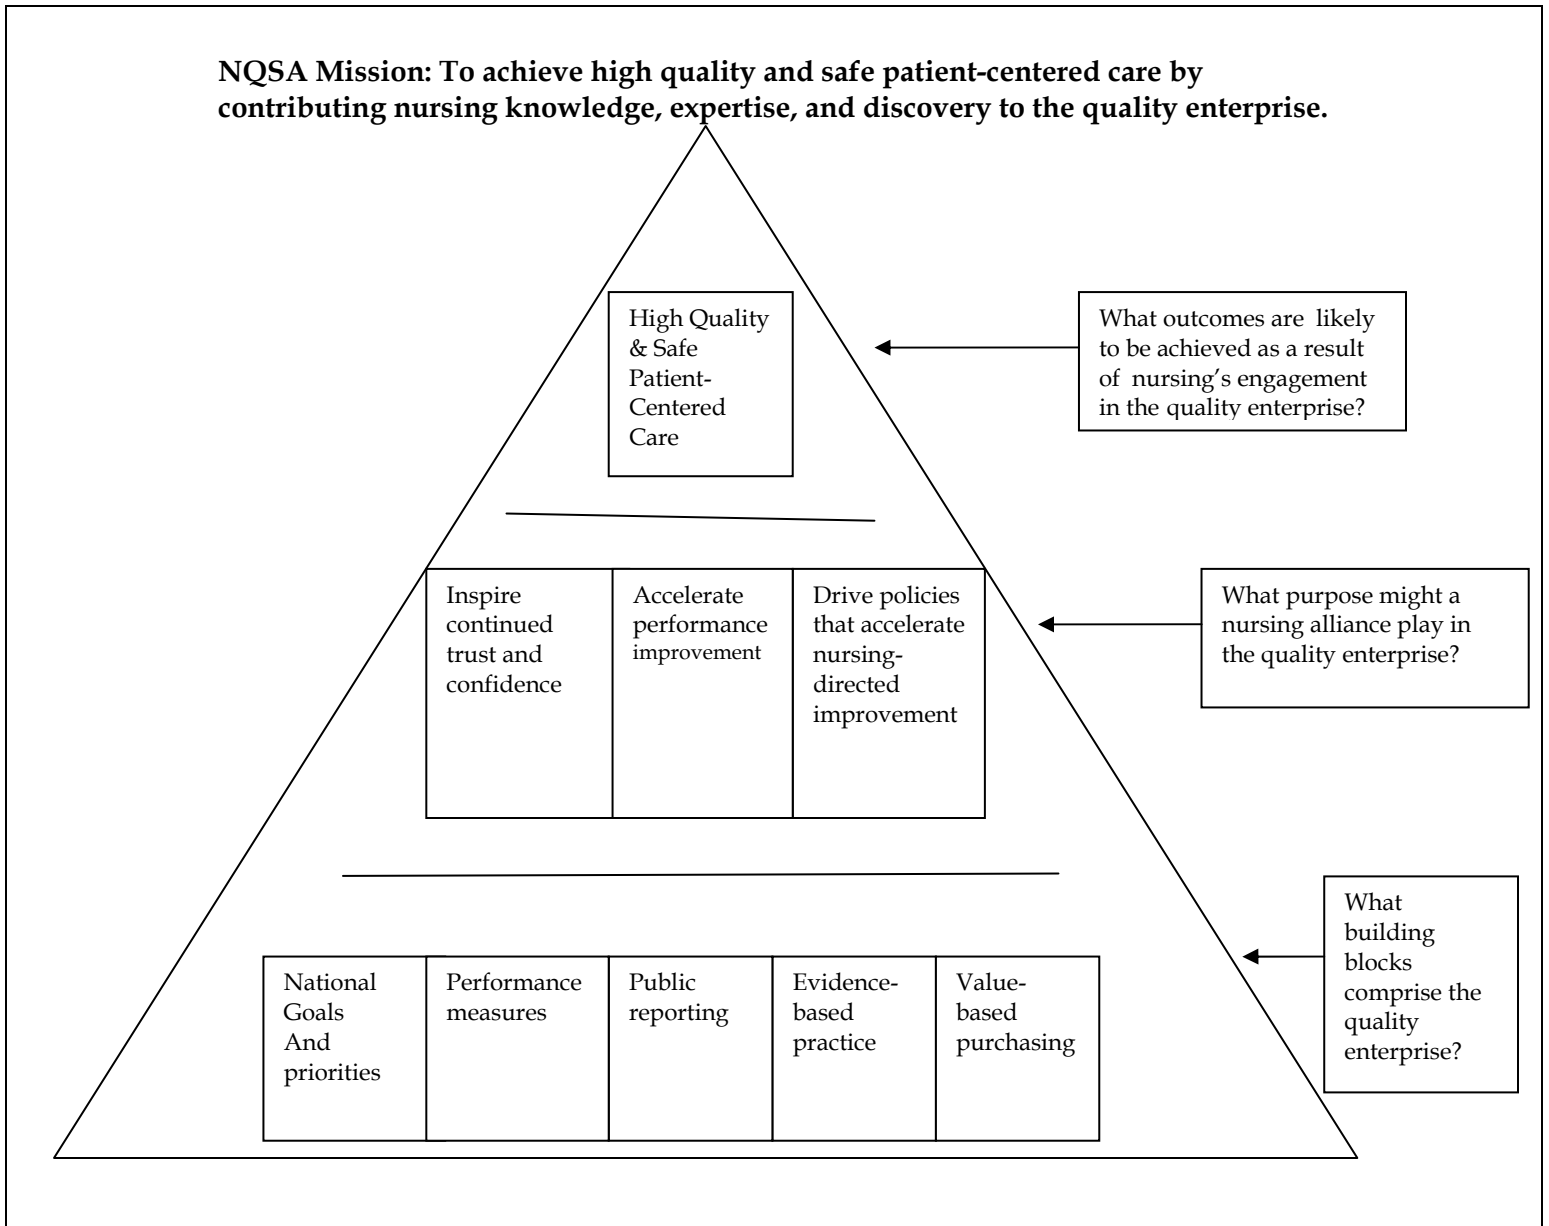 NQSA Mission: To achieve high quality and safe patient-centered care by
contributing nursing knowledge, expertise, and discovery to the quality enterprise.
High Quality
& Safe
Patient-
Centered
Care
What outcomes are likely
to be achieved as a result
of nursing’s engagement
in the quality enterprise?
Inspire
continued
trust and
confidence
Accelerate
performance
improvement
Drive policies
that accelerate
nursing-
directed
improvement
What purpose might a
nursing alliance play in
the quality enterprise?
National
Goals
And
priorities
Performance
measures
Public
reporting
Evidence-
based
practice
Value-
based
purchasing
What
building
blocks
comprise the
quality
enterprise?